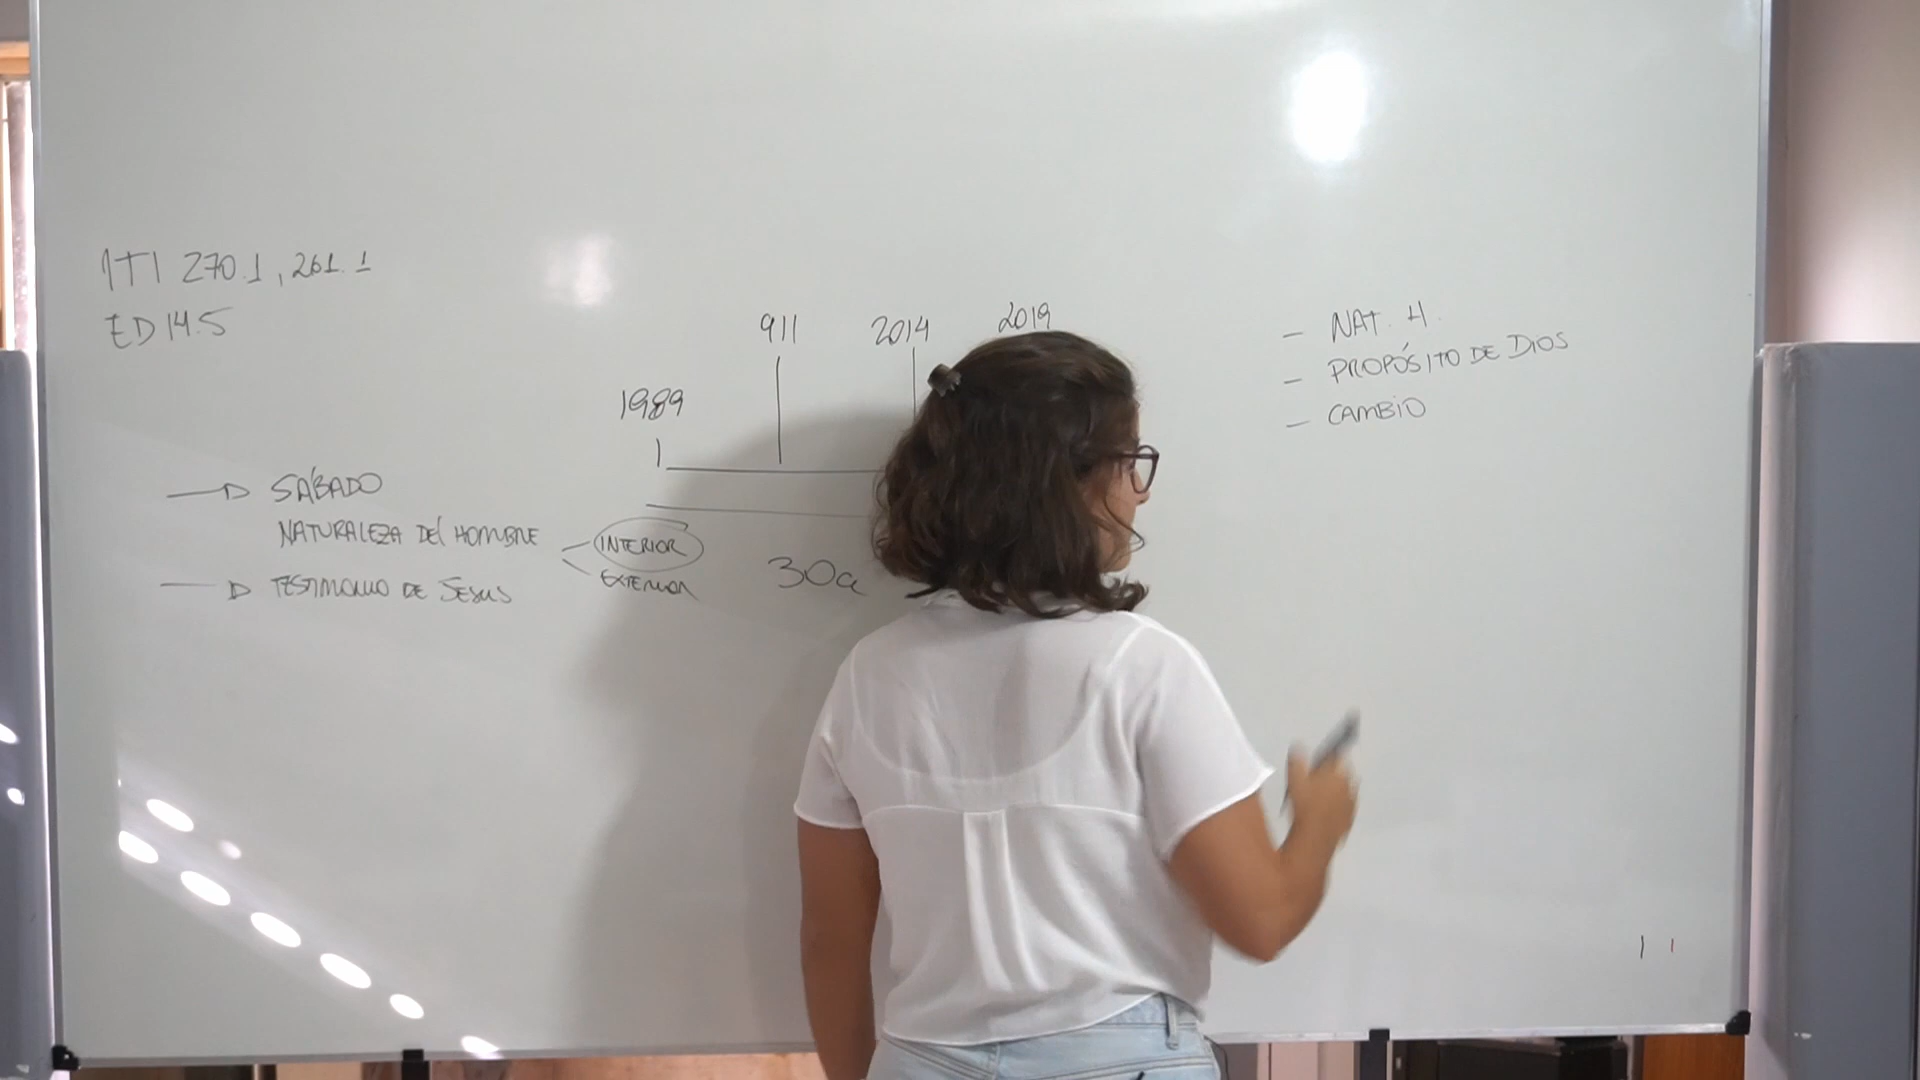 1T1 270.1, 261.1
ED 14.5
911
2014
2019
1989
→ SÁBADO
NATURALEZA DEl HOMBRE
INTERIOR
EXTERIOR
→ TESTIMONIO DE JESUS
30a
- NAT. H.
- PROPÓSITO DE DIOS
- CAMBIO